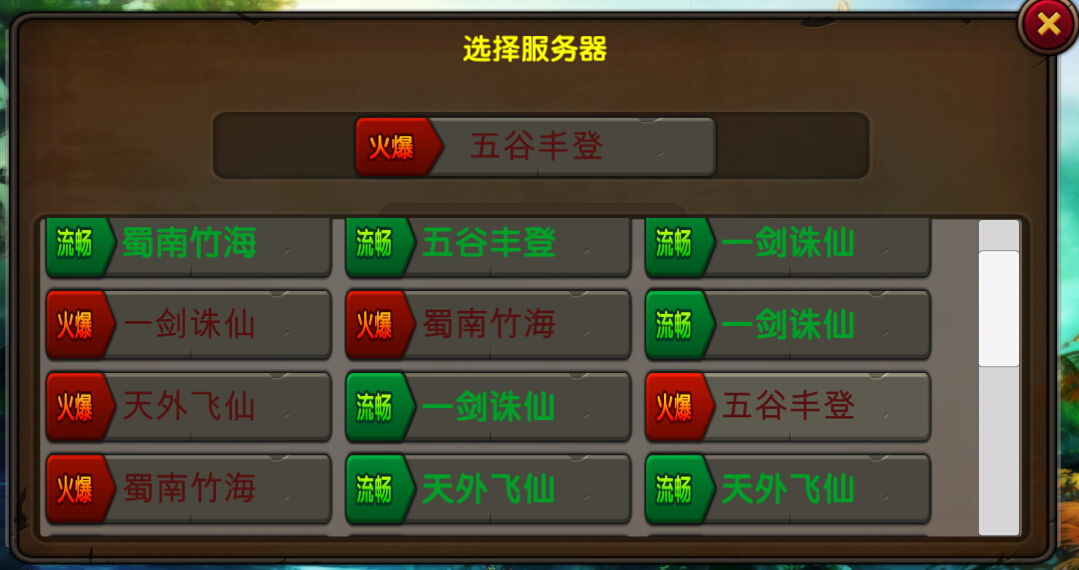 选择服务器
火爆 五谷丰登
流畅 蜀南竹海 流畅 五谷丰登 流畅 一剑诛仙
火爆 一剑诛仙 火爆 蜀南竹海 流畅 一剑诛仙
火爆 天外飞仙 流畅 一剑诛仙 火爆 五谷丰登
火爆 蜀南竹海 流畅 天外飞仙 流畅 天外飞仙